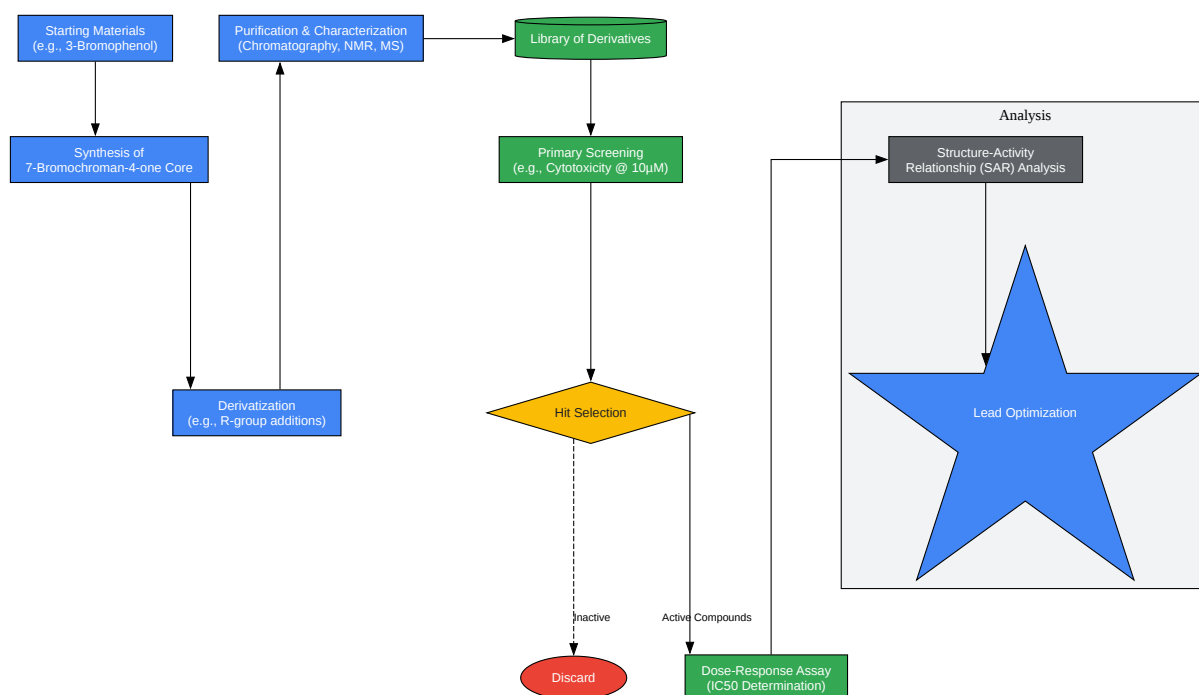 Starting Materials
(e.g., 3-Bromophenol)
Synthesis of
7-Bromochroman-4-one Core
Derivatization
(e.g., R-group additions)
Purification & Characterization
(Chromatography, NMR, MS)
Library of Derivatives
Primary Screening
(e.g., Cytotoxicity @ 10µM)
Hit Selection
Inactive
Active Compounds
Discard
Dose-Response Assay
(IC50 Determination)
Analysis
Structure-Activity
Relationship (SAR) Analysis
Lead Optimization